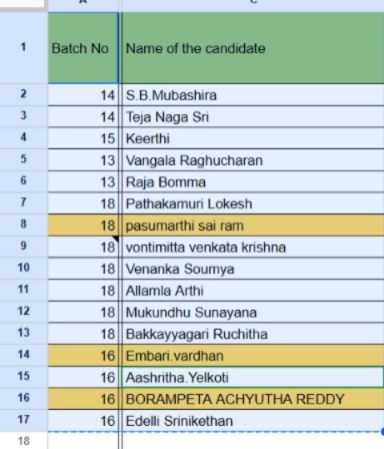 A C
1 Batch No Name of the candidate
2 14 S.B.Mubashira
3 14 Teja Naga Sri
4 15 Keerthi
5 13 Vangala Raghucharan
6 13 Raja Bomma
7 18 Pathakamuri Lokesh
8 18 pasumarthi sai ram
9 18 vontimitta venkata krishna
10 18 Venanka Soumya
11 18 Allamla Arthi
12 18 Mukundhu Sunayana
13 18 Bakkayyagari Ruchitha
14 16 Embari.vardhan
15 16 Aashritha.Yelkoti
16 16 BORAMPETA ACHYUTHA REDDY
17 16 Edelli Srinikethan
18